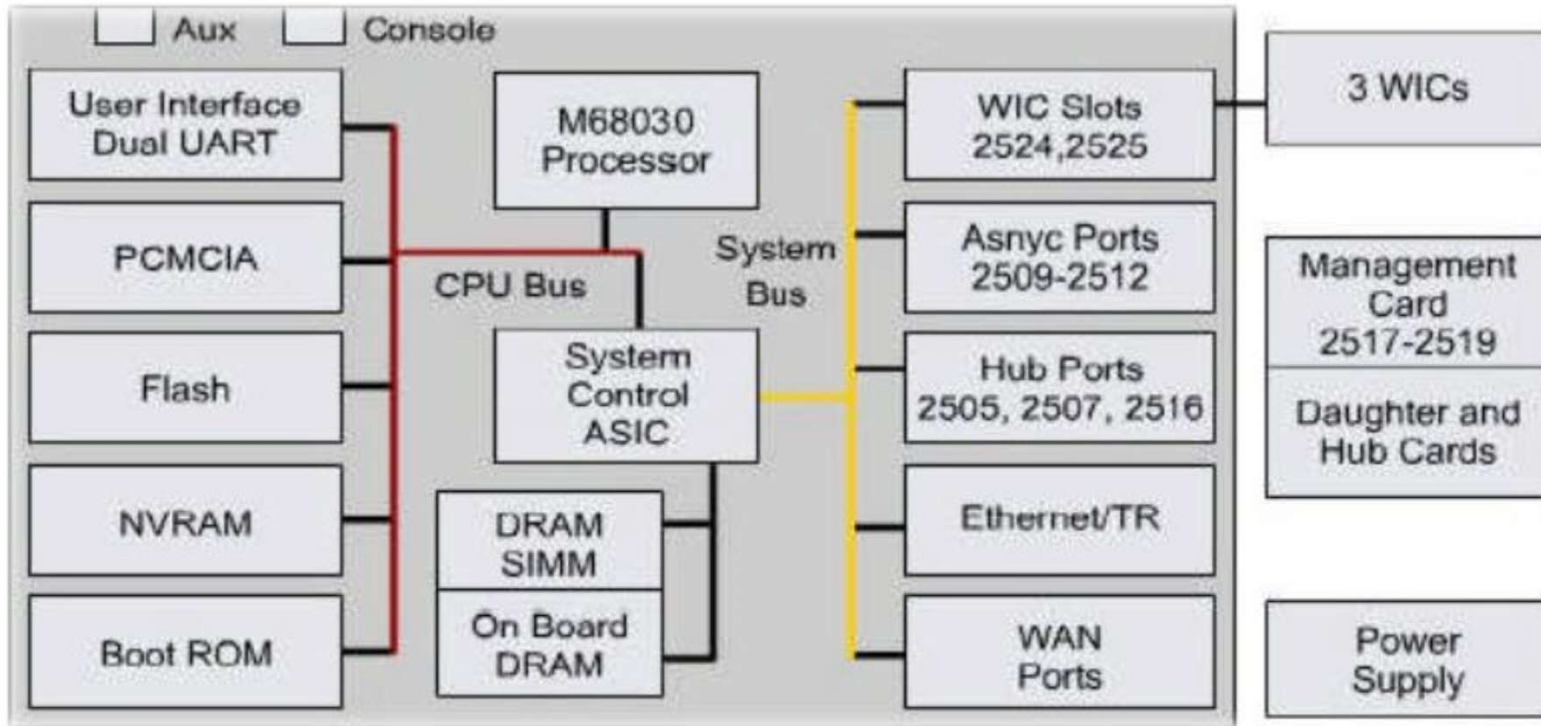 Aux
Console
User Interface
Dual UART
PCMCIA
Flash
NVRAM
Boot ROM
M68030
Processor
CPU Bus
System
Control
ASIC
DRAM
SIMM
On Board
DRAM
System
Bus
WIC Slots
2524,2525
Asnyc Ports
2509-2512
Hub Ports
2505, 2507, 2516
Ethernet/TR
WAN
Ports
3 WICs
Management
Card
2517-2519
Daughter and
Hub Cards
Power
Supply